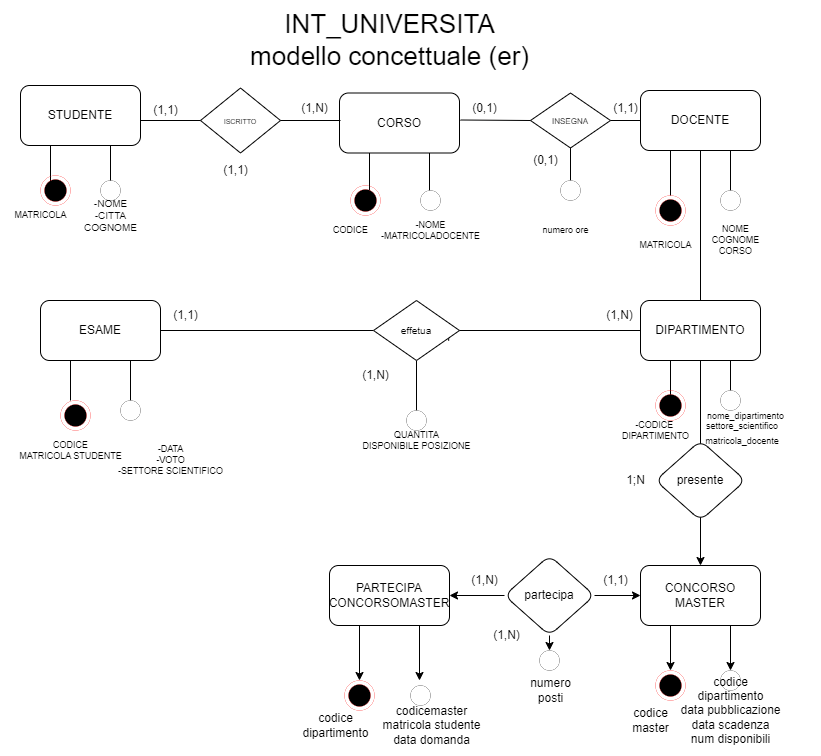 INT_UNIVERSITA
modello concettuale (er)
STUDENTE
(1,1)
ISCRITTO
(1,N)
CORSO
(0,1)
INSEGNA
(1,1)
DOCENTE
(1,1)
(0,1)
MATRICOLA
-NOME
-CITTA
COGNOME
CODICE
-NOME
-MATRICOLADOCENTE
numero ore
MATRICOLA
NOME
COGNOME
CORSO
ESAME
(1,1)
effetua
(1,N)
DIPARTIMENTO
(1,N)
CODICE
MATRICOLA STUDENTE
-DATA
-VOTO
-SETTORE SCIENTIFICO
QUANTITA
DISPONIBILE POSIZIONE
-CODICE
DIPARTIMENTO
nome_dipartimento
settore_scientifico
matricola_docente
1;N
presente
PARTECIPA
CONCORSOMASTER
(1,N)
partecipa
(1,1)
CONCORSO
MASTER
(1,N)
numero
posti
codice
dipartimento
codicemaster
matricola studente
data domanda
codice
master
codice
dipartimento
data pubblicazione
data scadenza
num disponibili